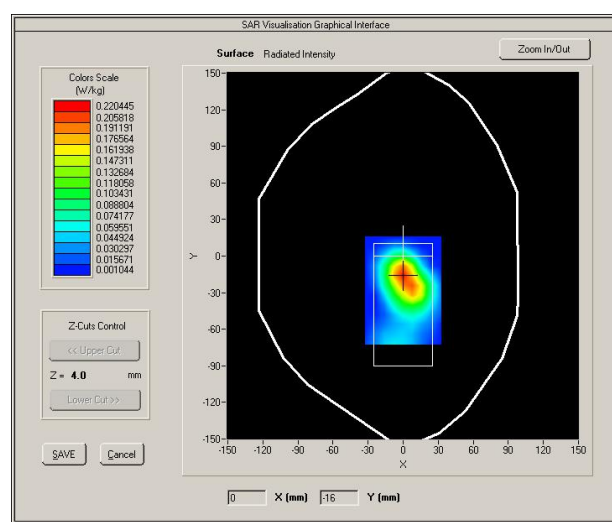 SAR Visualisation Graphical Interface
Surface Radiated Intensity
Zoom In/Out
Colors Scale
(W/kg)
0.220445
0.205818
0.191191
0.176564
0.161938
0.147311
0.132684
0.118058
0.103431
0.088804
0.074177
0.059551
0.044924
0.030297
0.015671
0.001044
Z-Cuts Control
<< Upper Cut
Z = 4.0 mm
Lower Cut >>
SAVE Cancel
150-
120-
90-
60-
30-
Y 0-
-30-
-60-
-90-
-120-
-150-
-150 -120 -90 -60 -30 0 30 60 90 120 150
X
0 X (mm) -16 Y (mm)